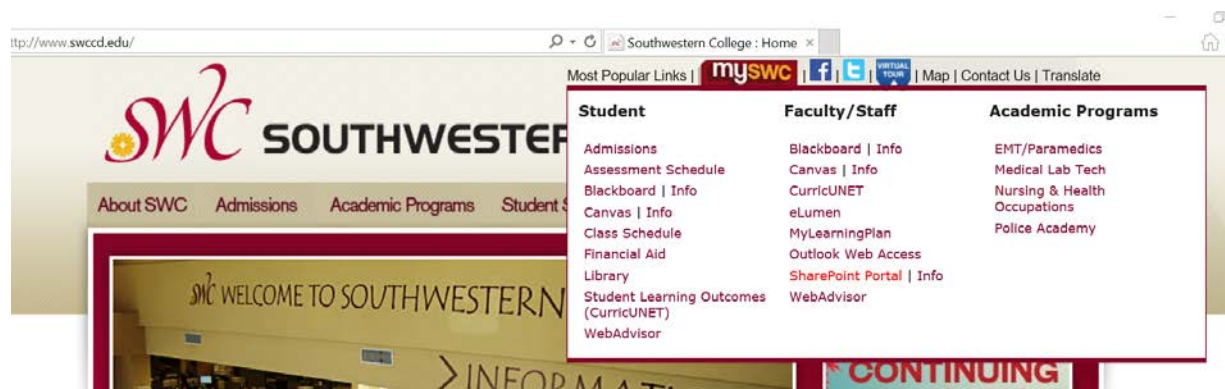 ttp://www.swccd.edu/
Southwestern College : Home ×
Most Popular Links | mySWC | f | t | VIRTUAL TOUR | Map | Contact Us | Translate
SWC SOUTHWESTER
About SWC Admissions Academic Programs Student S
Student
Admissions
Assessment Schedule
Blackboard | Info
Canvas | Info
Class Schedule
Financial Aid
Library
Student Learning Outcomes
(CurricUNET)
WebAdvisor
Faculty/Staff
Blackboard | Info
Canvas | Info
CurricUNET
eLumen
MyLearningPlan
Outlook Web Access
SharePoint Portal | Info
WebAdvisor
Academic Programs
EMT/Paramedics
Medical Lab Tech
Nursing & Health
Occupations
Police Academy
SWC WELCOME TO SOUTHWESTERN
INFORMATI
CONTINUING